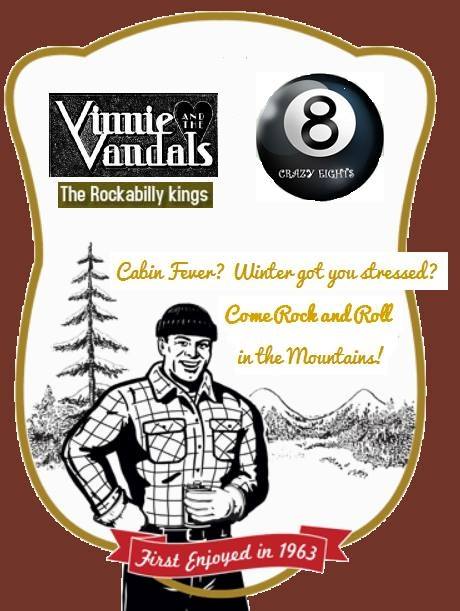 Vinnie AND THE
Vandals
The Rockabilly kings
8
CRAZY EIGHTS
Cabin Fever? Winter got you stressed?
Come Rock and Roll
in the Mountains!
First Enjoyed in 1963